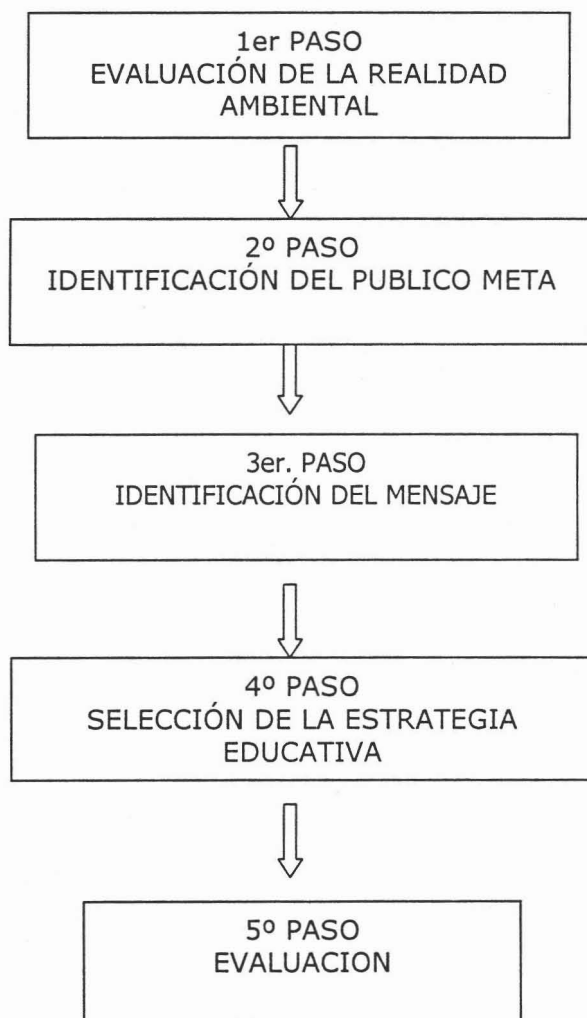 1er PASO
EVALUACIÓN DE LA REALIDAD
AMBIENTAL
2º PASO
IDENTIFICACIÓN DEL PUBLICO META
3er. PASO
IDENTIFICACIÓN DEL MENSAJE
4º PASO
SELECCIÓN DE LA ESTRATEGIA
EDUCATIVA
5º PASO
EVALUACION